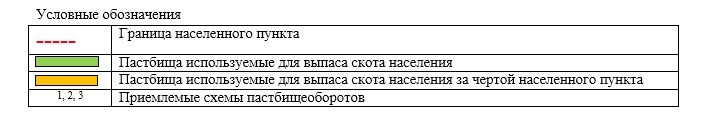 Условные обозначения
Граница населенного пункта
Пастбища используемые для выпаса скота населения
Пастбища используемые для выпаса скота населения за чертой населенного пункта
1, 2, 3 Приемлемые схемы пастбищеоборотов